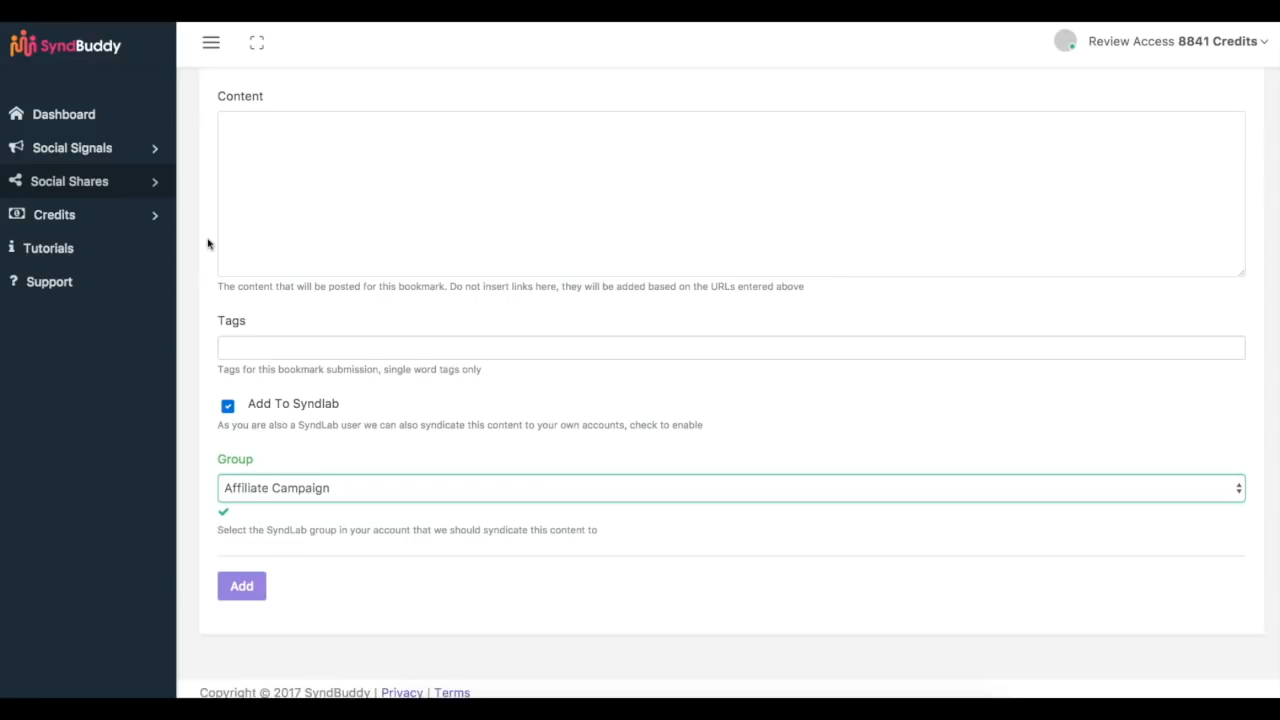 SyndBuddy
Review Access 8841 Credits
Dashboard
Social Signals
Social Shares
Credits
Tutorials
Support
Content
The content that will be posted for this bookmark. Do not insert links here, they will be added based on the URLs entered above
Tags
Tags for this bookmark submission, single word tags only
Add To Syndlab
As you are also a SyndLab user we can also syndicate this content to your own accounts, check to enable
Group
Affiliate Campaign
Select the SyndLab group in your account that we should syndicate this content to
Add
Copyright © 2017 SyndBuddy | Privacy | Terms